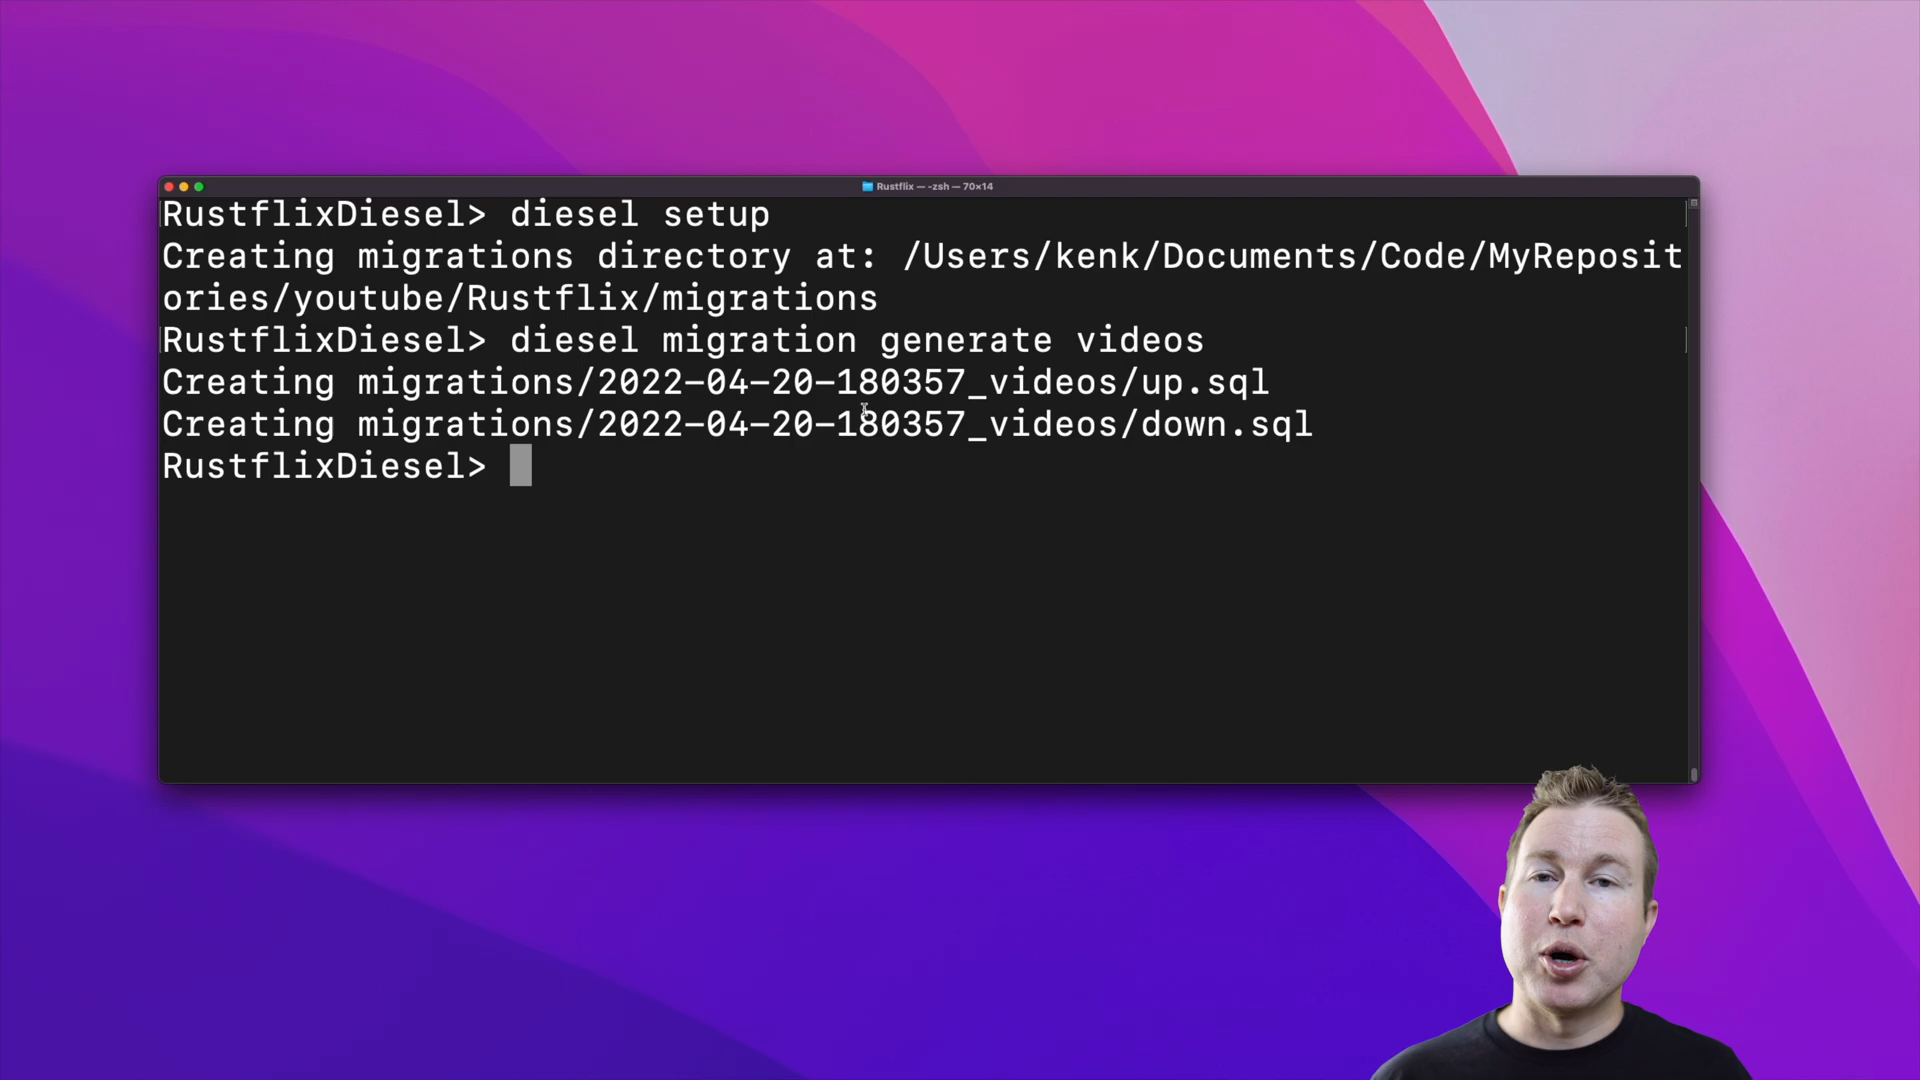 Rustflix — -zsh — 70×14
RustflixDiesel> diesel setup
Creating migrations directory at: /Users/kenk/Documents/Code/MyReposit
ories/youtube/Rustflix/migrations
RustflixDiesel> diesel migration generate videos
Creating migrations/2022-04-20-180357_videos/up.sql
Creating migrations/2022-04-20-180357_videos/down.sql
RustflixDiesel>